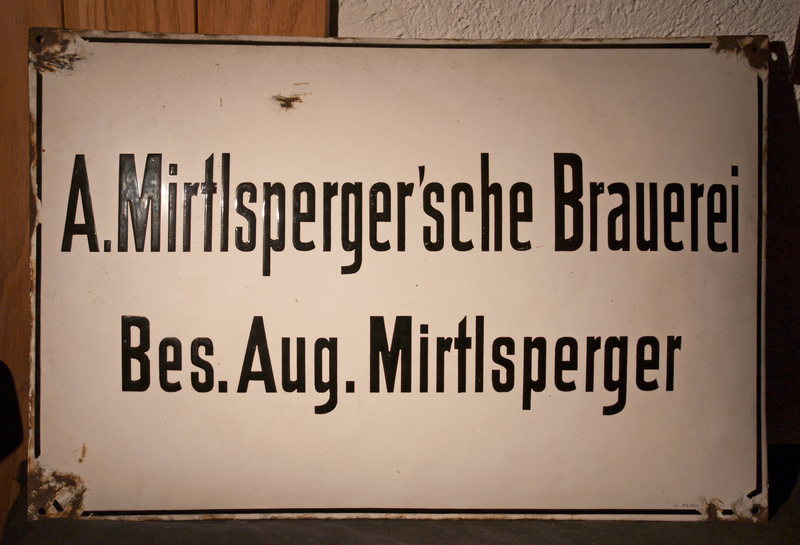 A. Mirtlsperger'sche Brauerei
Bes. Aug. Mirtlsperger